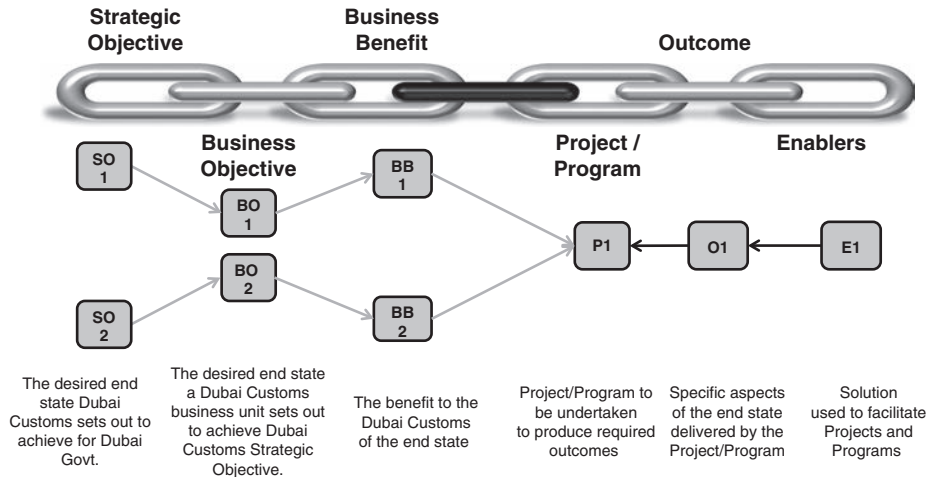 Strategic
Objective
Business
Benefit
Outcome
Business
Objective
Project /
Program
Enablers
SO
1
BO
1
BB
1
P1
O1
E1
BO
2
SO
2
BB
2
The desired end
state Dubai
Customs sets out to
achieve for Dubai
Govt.
The desired end state
a Dubai Customs
business unit sets out
to achieve Dubai
Customs Strategic
Objective.
The benefit to the
Dubai Customs
of the end state
Project/Program to
be undertaken
to produce required
outcomes
Specific aspects
of the end state
delivered by the
Project/Program
Solution
used to facilitate
Projects and
Programs